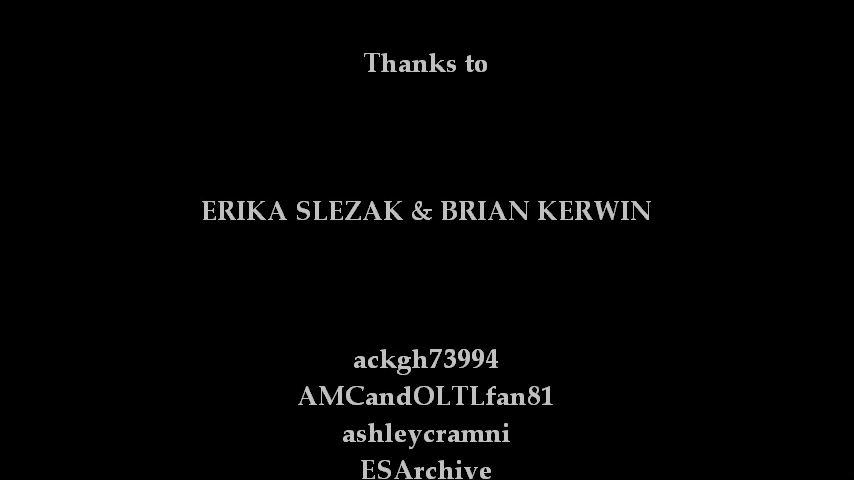 Thanks to
ERIKA SLEZAK & BRIAN KERWIN
ackgh73994
AMCandOLTLfan81
ashleycramni
ESArchive